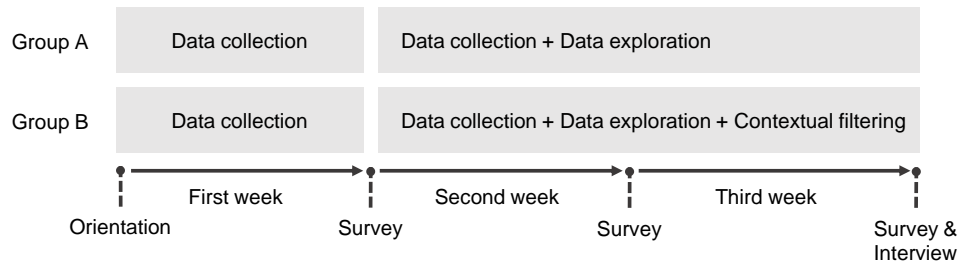 Group A Data collection Data collection + Data exploration
Group B Data collection Data collection + Data exploration + Contextual filtering
First week Second week Third week
Orientation Survey Survey Survey &
Interview